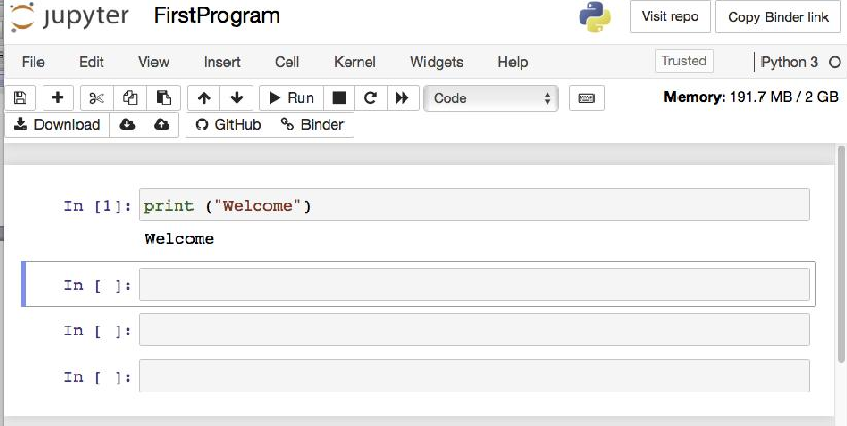 jupyter FirstProgram Visit repo Copy Binder link
File Edit View Insert Cell Kernel Widgets Help Trusted Python 3
Run Code Memory: 191.7 MB / 2 GB
Download GitHub Binder
In [1]: print ("Welcome")
Welcome
In [ ]:
In [ ]:
In [ ]: